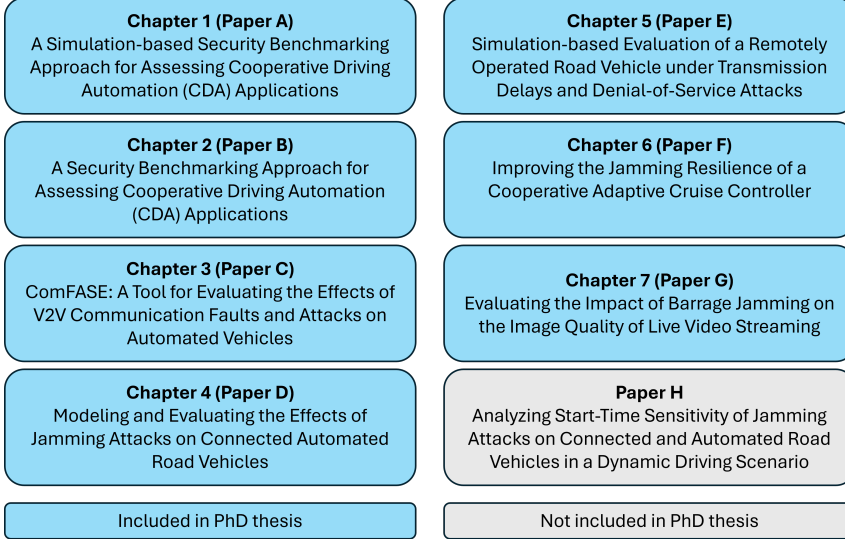 Chapter 1 (Paper A)
A Simulation-based Security Benchmarking
Approach for Assessing Cooperative Driving
Automation (CDA) Applications
Chapter 2 (Paper B)
A Security Benchmarking Approach for
Assessing Cooperative Driving Automation
(CDA) Applications
Chapter 3 (Paper C)
ComFASE: A Tool for Evaluating the Effects of
V2V Communication Faults and Attacks on
Automated Vehicles
Chapter 4 (Paper D)
Modeling and Evaluating the Effects of
Jamming Attacks on Connected Automated
Road Vehicles
Included in PhD thesis
Chapter 5 (Paper E)
Simulation-based Evaluation of a Remotely
Operated Road Vehicle under Transmission
Delays and Denial-of-Service Attacks
Chapter 6 (Paper F)
Improving the Jamming Resilience of a
Cooperative Adaptive Cruise Controller
Chapter 7 (Paper G)
Evaluating the Impact of Barrage Jamming on
the Image Quality of Live Video Streaming
Paper H
Analyzing Start-Time Sensitivity of Jamming
Attacks on Connected and Automated Road
Vehicles in a Dynamic Driving Scenario
Not included in PhD thesis